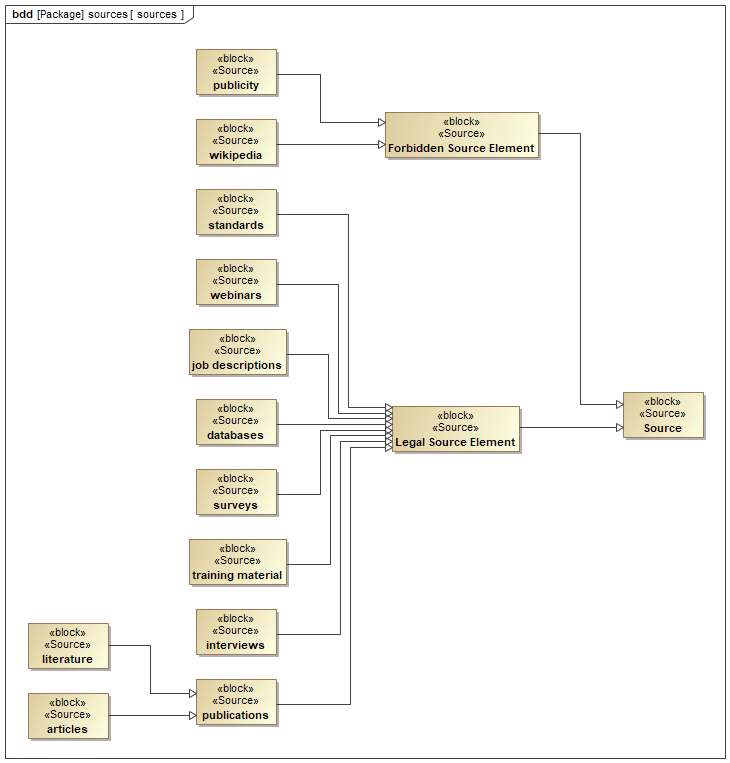 bdd [Package] sources [ sources ]
«block»
«Source»
publicity
«block»
«Source»
Forbidden Source Element
«block»
«Source»
wikipedia
«block»
«Source»
standards
«block»
«Source»
webinars
«block»
«Source»
job descriptions
«block»
«Source»
databases
«block»
«Source»
Legal Source Element
«block»
«Source»
Source
«block»
«Source»
surveys
«block»
«Source»
training material
«block»
«Source»
interviews
«block»
«Source»
literature
«block»
«Source»
publications
«block»
«Source»
articles